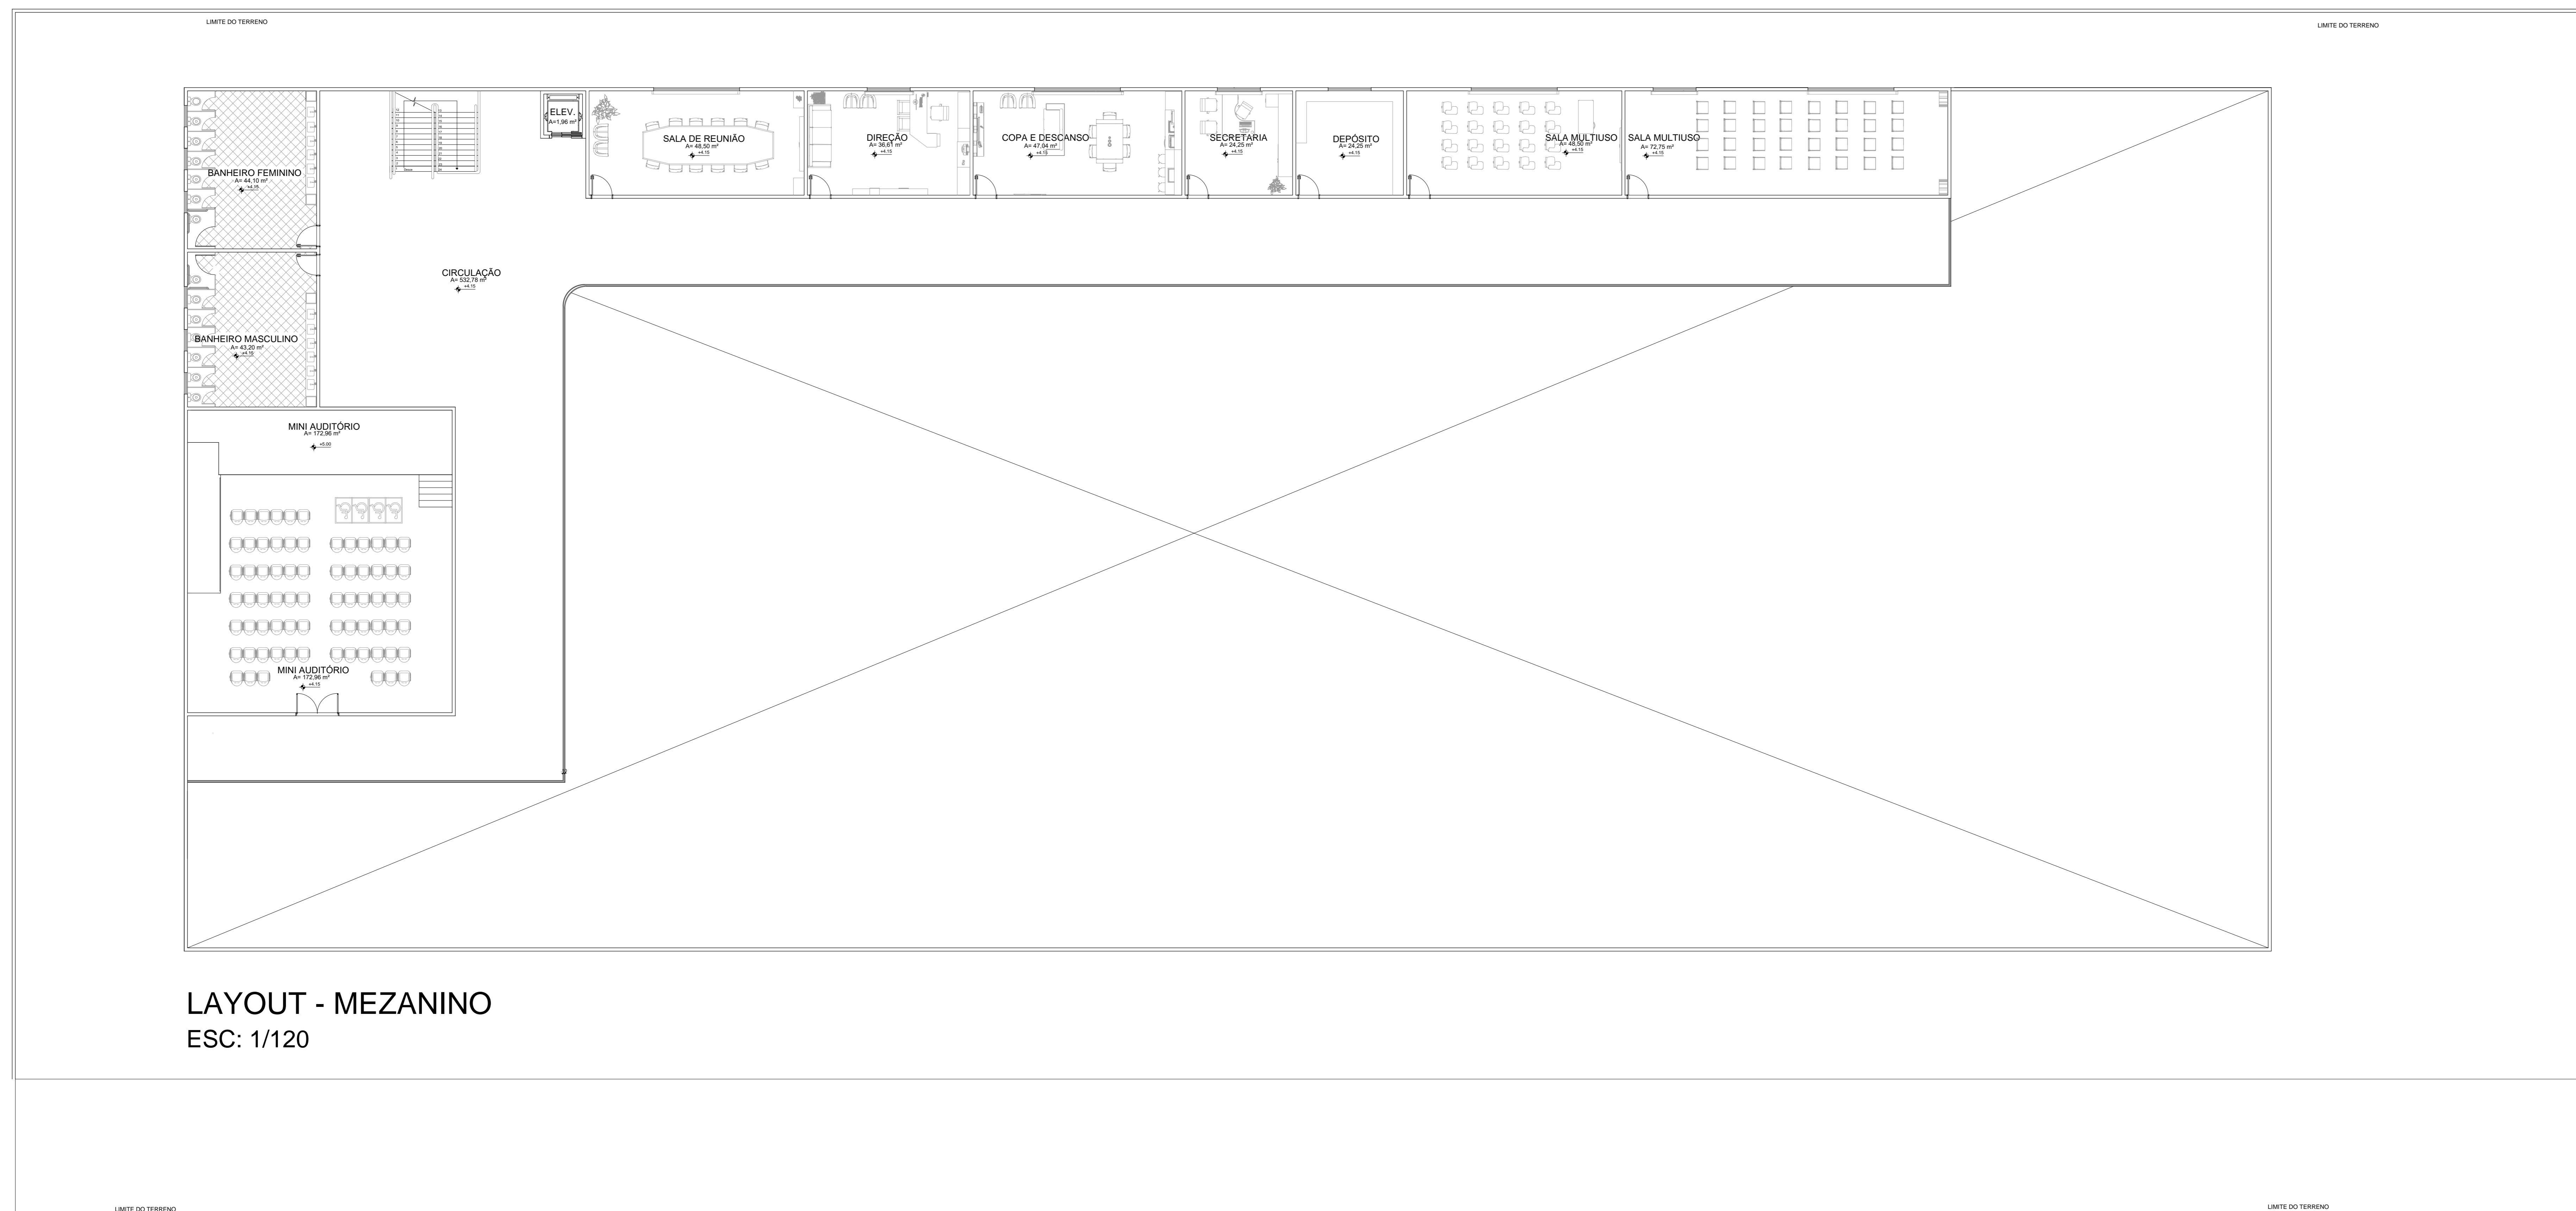 LIMITE DO TERRENO
LIMITE DO TERRENO
ELEV.
A=1,96 m²
SALA DE REUNIÃO
A= 48,50 m²
+4.15
DIREÇÃO
A= 36,61 m²
+4.15
COPA E DESCANSO
A= 47,04 m²
+4.15
SECRETARIA
A= 24,25 m²
+4.15
DEPÓSITO
A= 24,25 m²
+4.15
SALA MULTIUSO
A= 48,50 m²
+4.15
SALA MULTIUSO
A= 72,75 m²
+4.15
BANHEIRO FEMININO
A= 44,10 m²
+4.15
CIRCULAÇÃO
A= 532,78 m²
+4.15
BANHEIRO MASCULINO
A= 43,20 m²
+4.15
MINI AUDITÓRIO
A= 172,96 m²
+5.00
MINI AUDITÓRIO
A= 172,96 m²
+4.15
LAYOUT - MEZANINO
ESC: 1/120
LIMITE DO TERRENO
LIMITE DO TERRENO